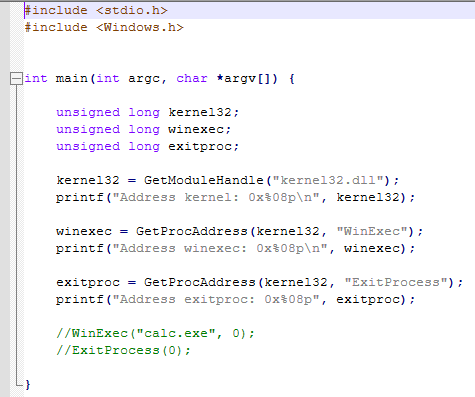 #include <stdio.h>
#include <Windows.h>
int main(int argc, char *argv[]) {
unsigned long kernel32;
unsigned long winexec;
unsigned long exitproc;
kernel32 = GetModuleHandle("kernel32.dll");
printf("Address kernel: 0x%08p\n", kernel32);
winexec = GetProcAddress(kernel32, "WinExec");
printf("Address winexec: 0x%08p\n", winexec);
exitproc = GetProcAddress(kernel32, "ExitProcess");
printf("Address exitproc: 0x%08p", exitproc);
//WinExec("calc.exe", 0);
//ExitProcess(0);
}